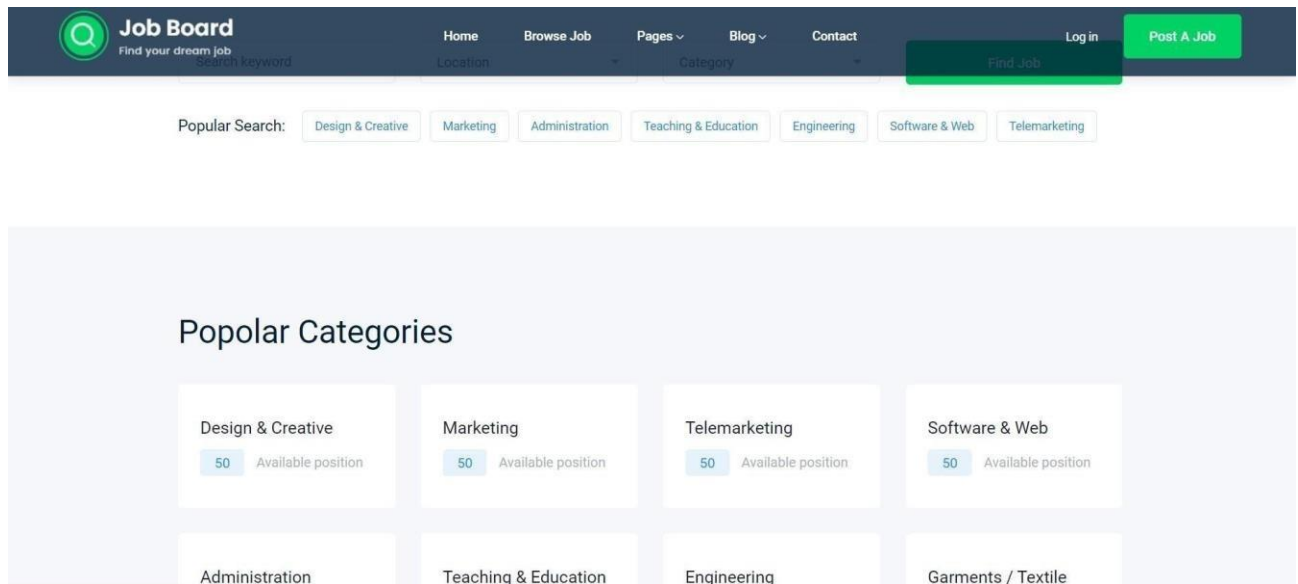 Job Board
Find your dream job
Home Browse Job Pages Blog Contact Log in Post A Job
Search keyword Location Category Find Job
Popular Search: Design & Creative Marketing Administration Teaching & Education Engineering Software & Web Telemarketing
Popolar Categories
Design & Creative Marketing Telemarketing Software & Web
50 Available position 50 Available position 50 Available position 50 Available position
Administration Teaching & Education Engineering Garments / Textile